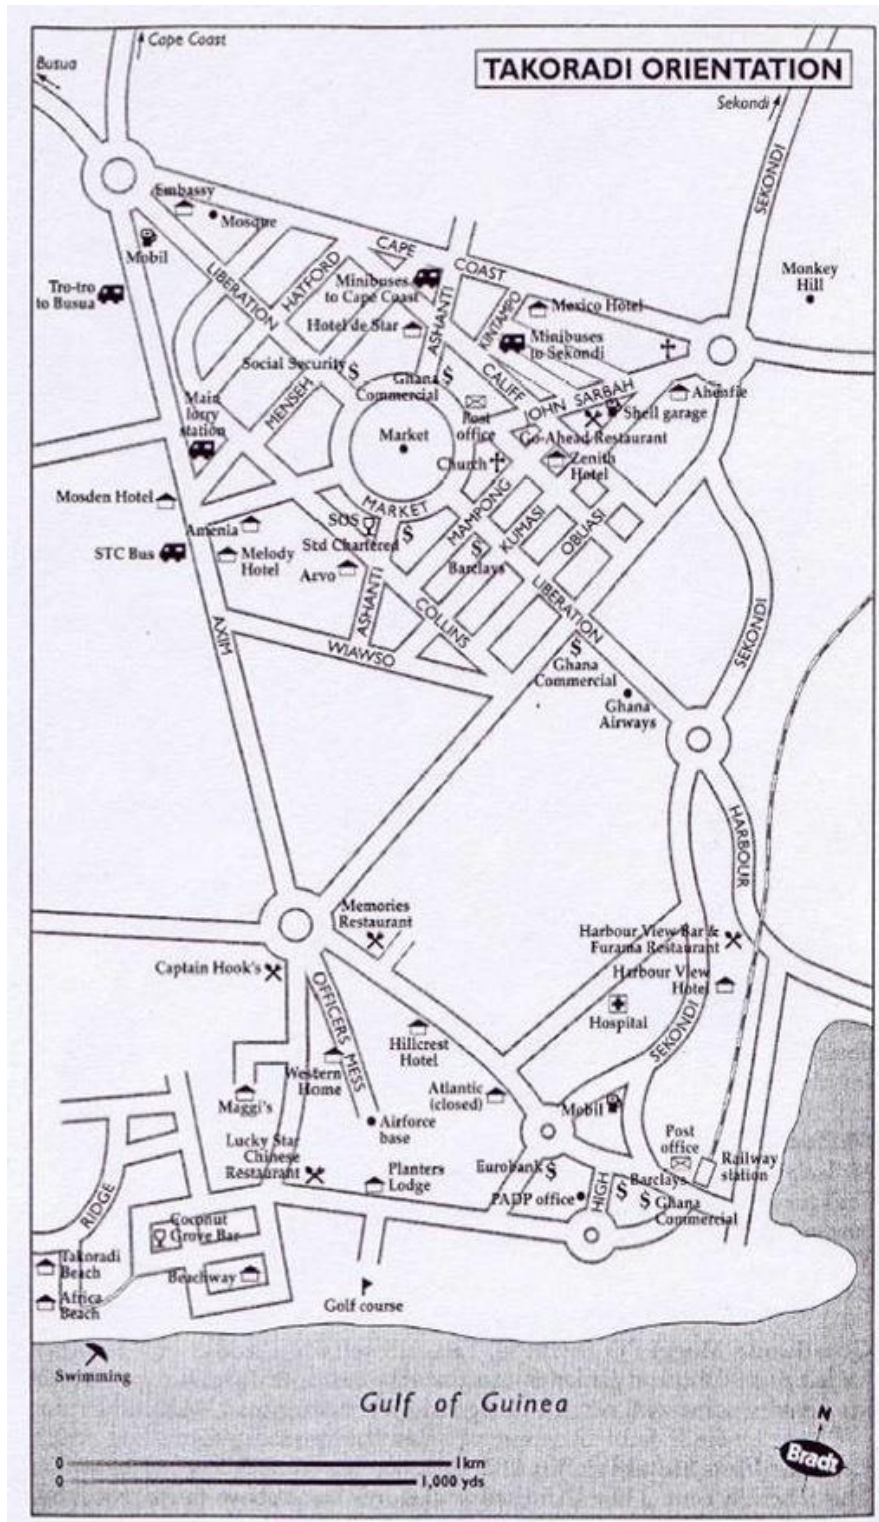 Cape Coast
Busua
TAKORADI ORIENTATION
Sekondi
SEKONDI
Embassy
Mosque
Mobil
LIBERATION
HATFORD
CAPE
COAST
Tro-tro
to Busua
Minibuses
to Cape Coast
Monkey
Hill
ASHANTI
KINTAMPO
Mexico Hotel
Hotel de Star
Minibuses
to Sekondi
Social Security
Ghana
Commercial
CALIFF
JOHN SARBAH
Ahenfie
Shell garage
MENSEH
Main
lorry
station
Post
office
Go-Ahead Restaurant
Market
Church
Zenith
Hotel
Mosden Hotel
MARKET
MAMPONG
KUMASI
OBUASI
SOS
Std Chartered
Amenia
STC Bus
Melody
Hotel
Arvo
Barclays
LIBERATION
ASHANTI
COLLINS
AXIM
WIAWSO
SEKONDI
Ghana
Commercial
Ghana
Airways
HARBOUR
Memories
Restaurant
Harbour View Bar &
Furama Restaurant
Captain Hook's
Harbour View
Hotel
OFFICERS MESS
Hospital
SEKONDI
Hillcrest
Hotel
Western
Home
Maggi's
Atlantic
(closed)
Mobil
Airforce
base
Post
office
Lucky Star
Chinese
Restaurant
Planters
Lodge
Eurobank
Railway
station
Barclays
PADP office
HIGH
Ghana
Commercial
RIDGE
Coconut
Grove Bar
Takoradi
Beach
Beachway
Africa
Beach
Golf course
Swimming
Gulf of Guinea
N
Bradt
0 1km
0 1,000 yds